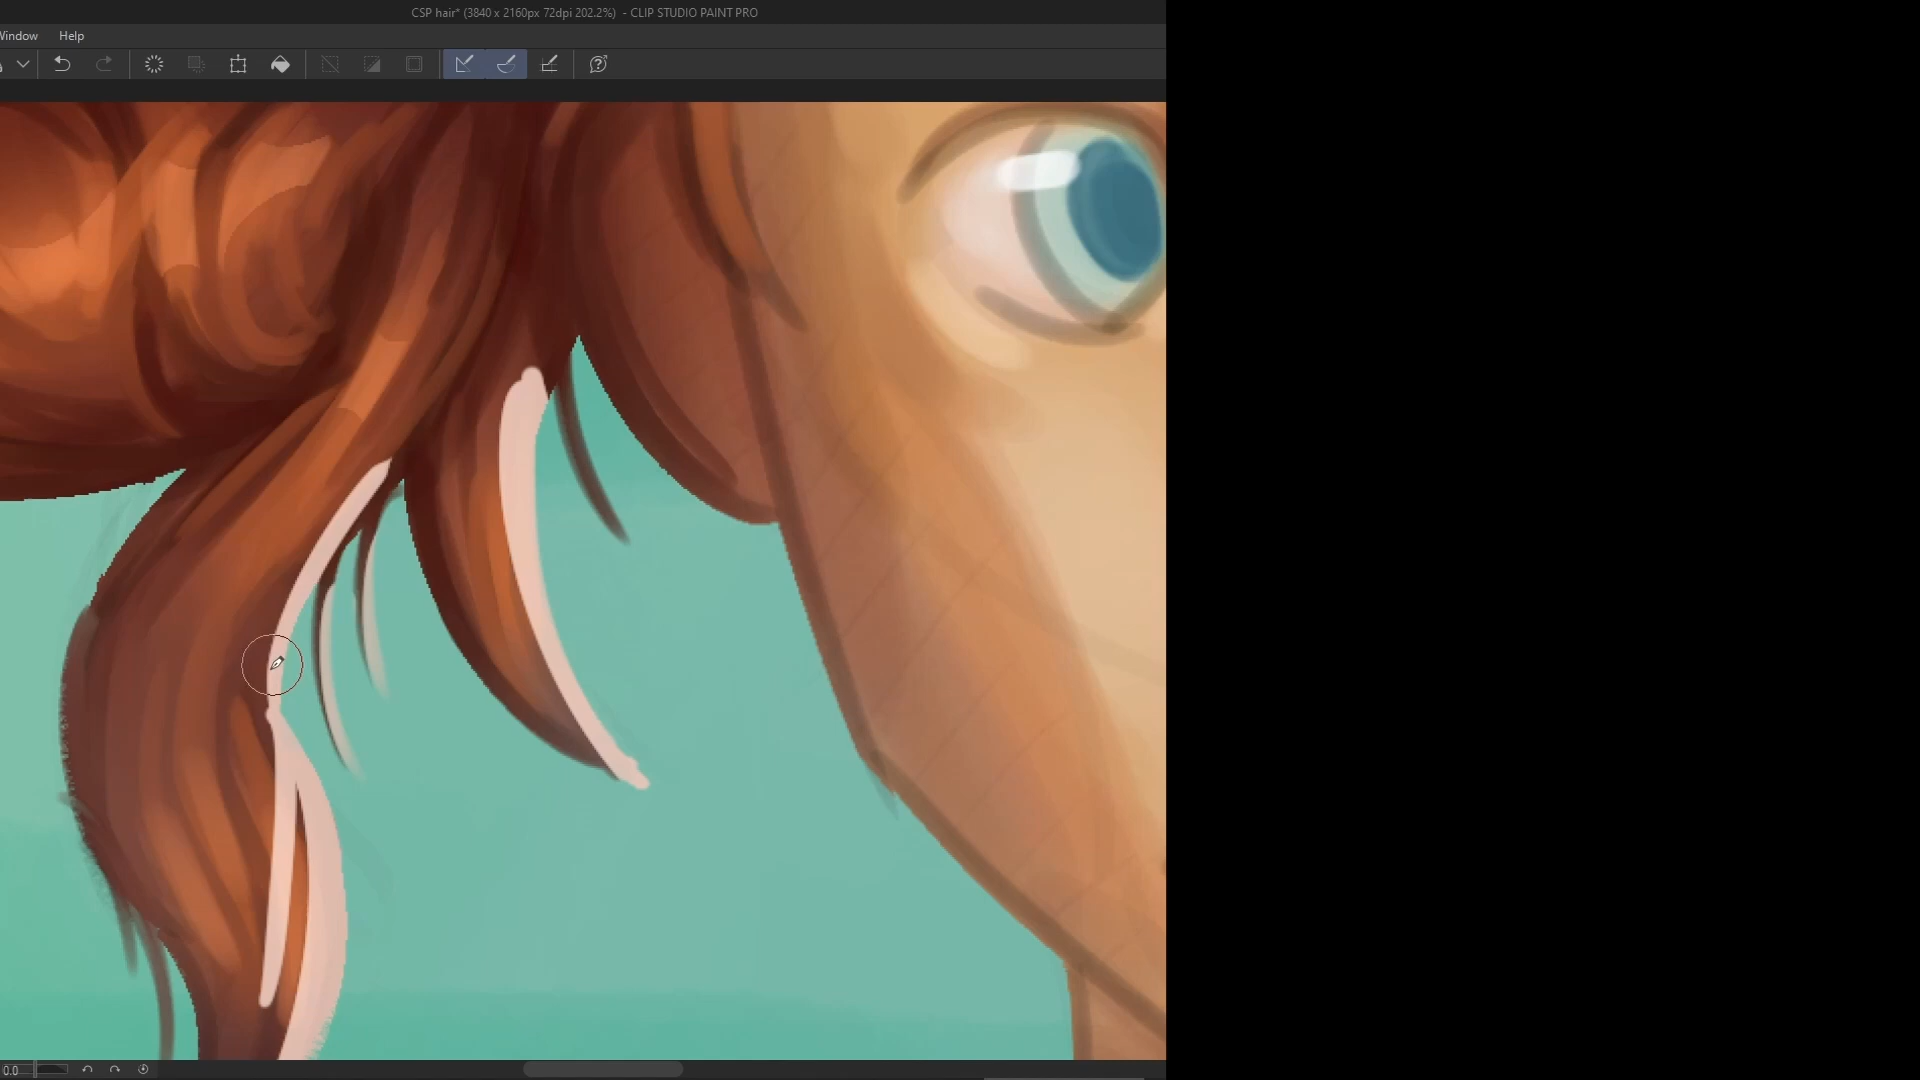 CSP hair* (3840 x 2160px 72dpi 202.2%)  - CLIP STUDIO PAINT PRO
Window Help
0.0